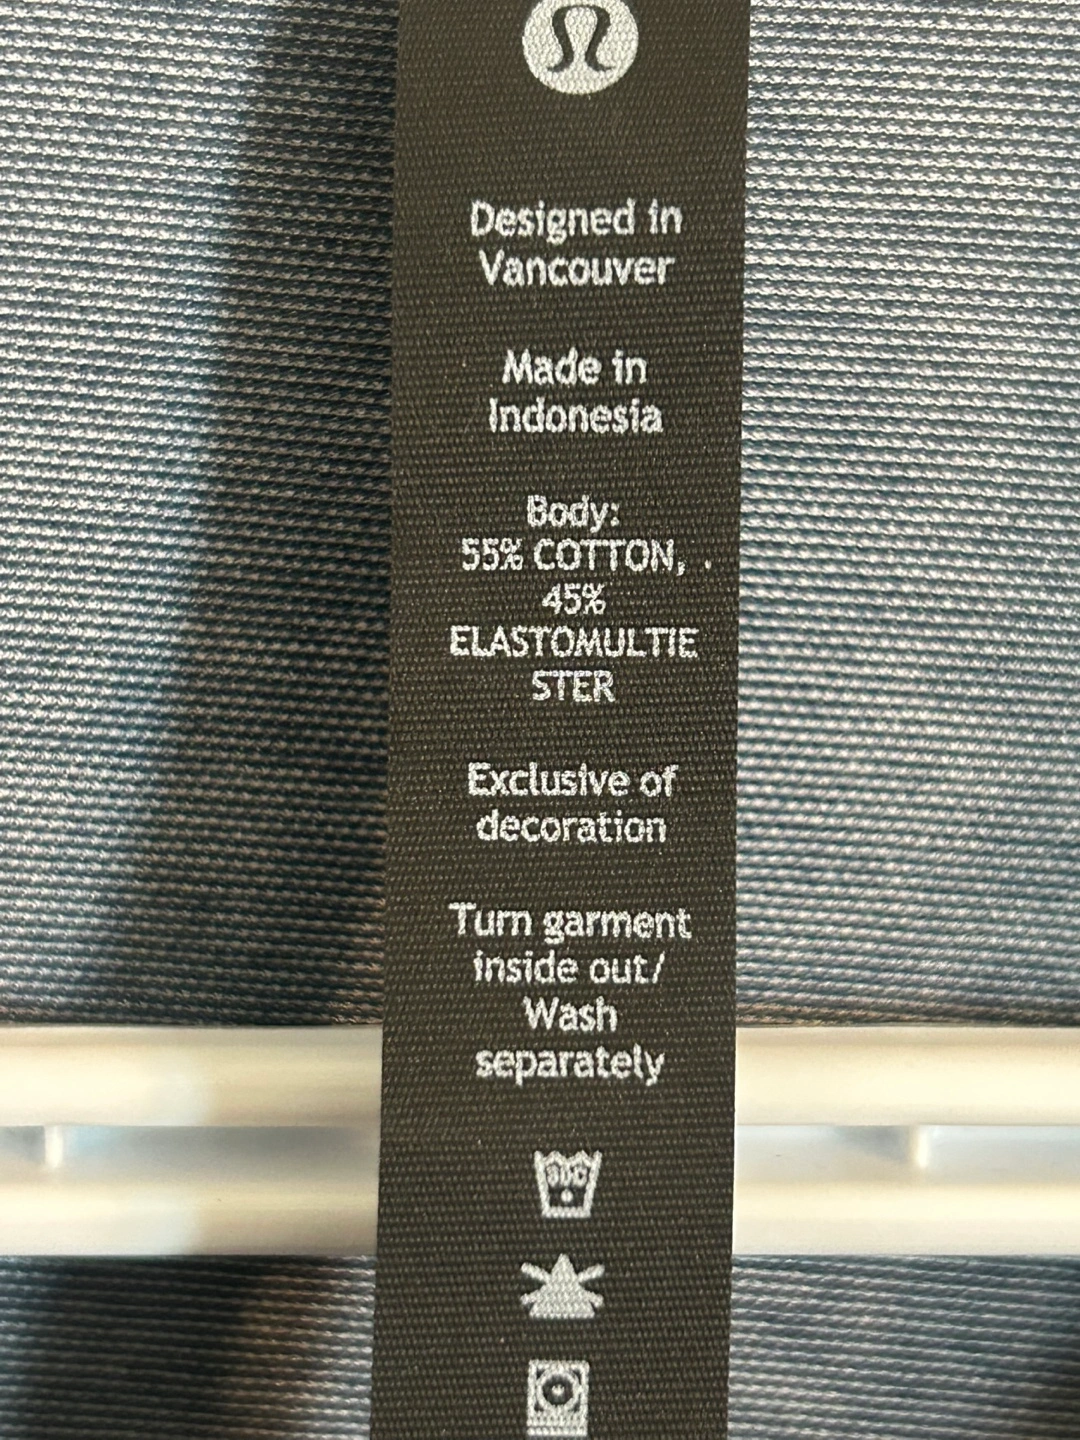 Designed in
Vancouver
Made in
Indonesia
Body:
55% COTTON, .
45%
ELASTOMULTIE
STER
Exclusive of
decoration
Turn garment
inside out/
Wash
separately
30C